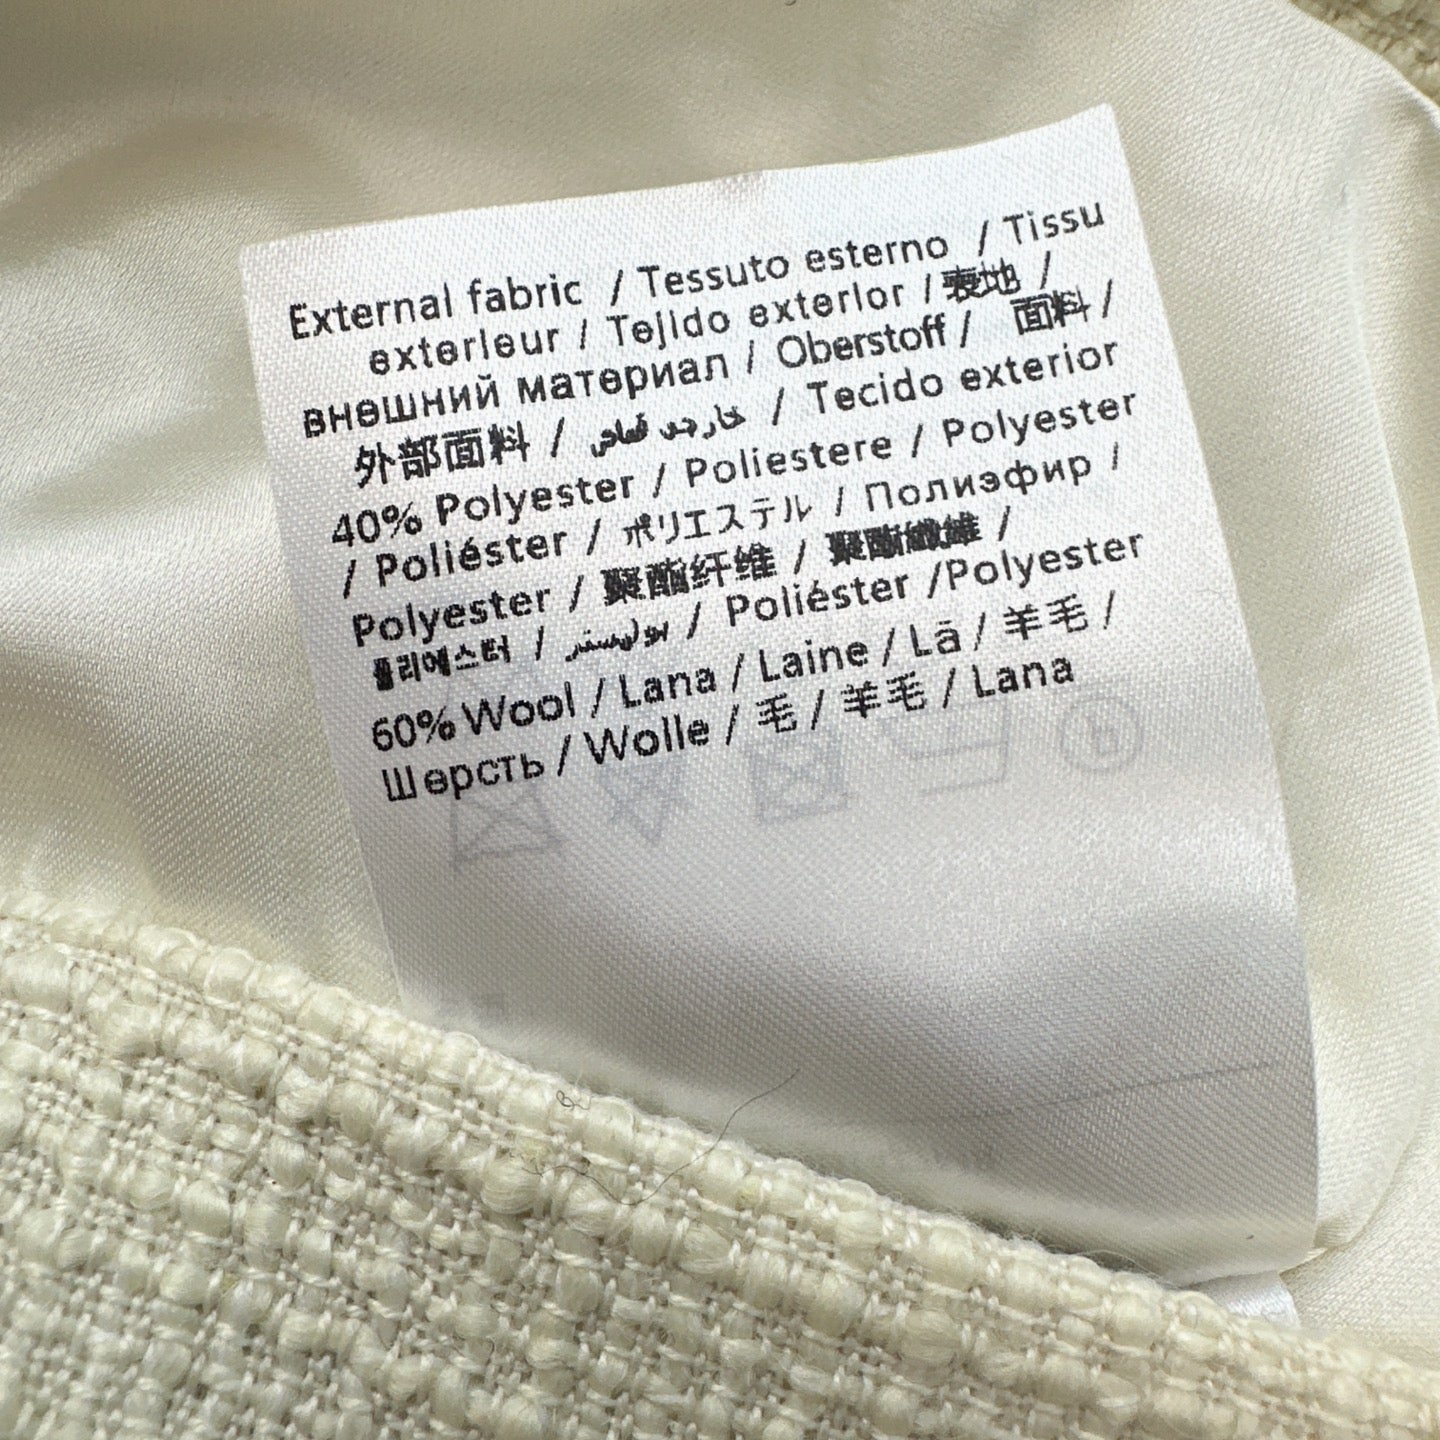 External fabric / Tessuto esterno / Tissu
exterieur / Tejido exterior / 表地 /
внешний материал / Oberstoff / 面料 /
外部面料 / خارجي قماش / Tecido exterior
40% Polyester / Poliestere / Polyester
/ Poliéster / ポリエステル / Полиэфир /
Polyester / 聚酯纤维 / 聚酯纖維 /
폴리에스터 / بوليستر / Poliéster /Polyester
60% Wool / Lana / Laine / Lã / 羊毛 /
Шерсть / Wolle / 毛 / 羊毛 / Lana